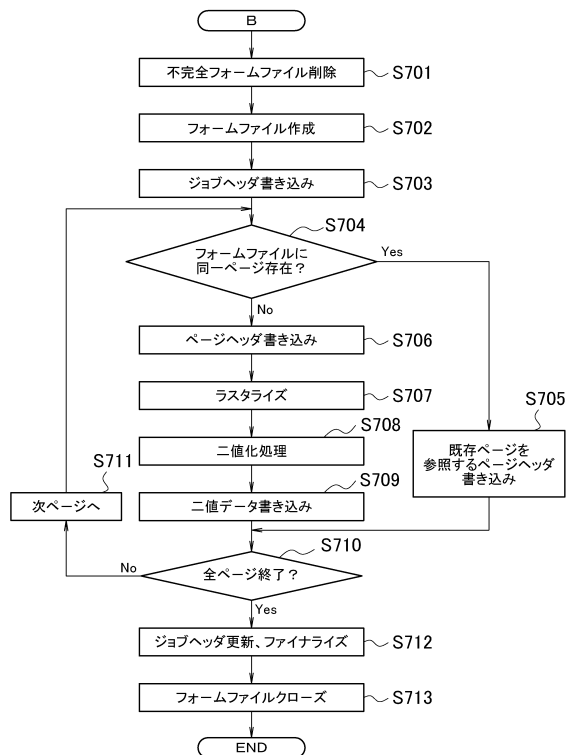 B
不完全フォームファイル削除
S701
フォームファイル作成
S702
ジョブヘッダ書き込み
S703
S704
フォームファイルに
同一ページ存在？
Yes
No
ページヘッダ書き込み
S706
ラスタライズ
S707
S705
既存ページを
参照するページヘッダ
書き込み
S708
二値化処理
S711
次ページへ
S709
二値データ書き込み
S710
全ページ終了？
No
Yes
ジョブヘッダ更新、ファイナライズ
S712
フォームファイルクローズ
S713
END